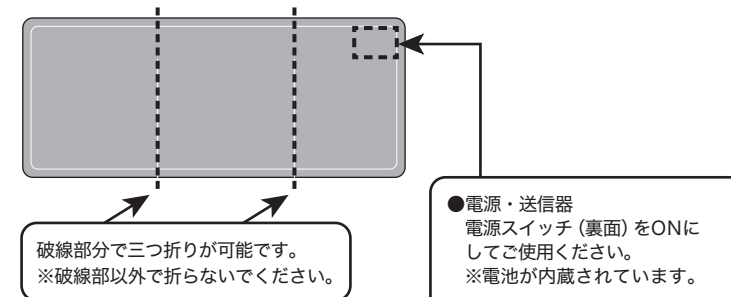 破線部分で三つ折りが可能です。
※破線部以外で折らないでください。
●電源・送信器
電源スイッチ（裏面）をONに
してご使用ください。
※電池が内蔵されています。